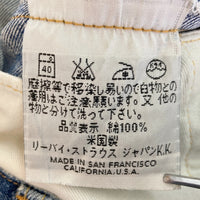 40
摩擦等で移染し易いので白物との
着用はご注意願います。又、他の
物と分けて洗って下さい。
品質表示 綿100%
米国製
リーバイ・ストラウス ジャパンK.K.
MADE IN SAN FRANCISCO
CALIFORNIA, U.S.A.